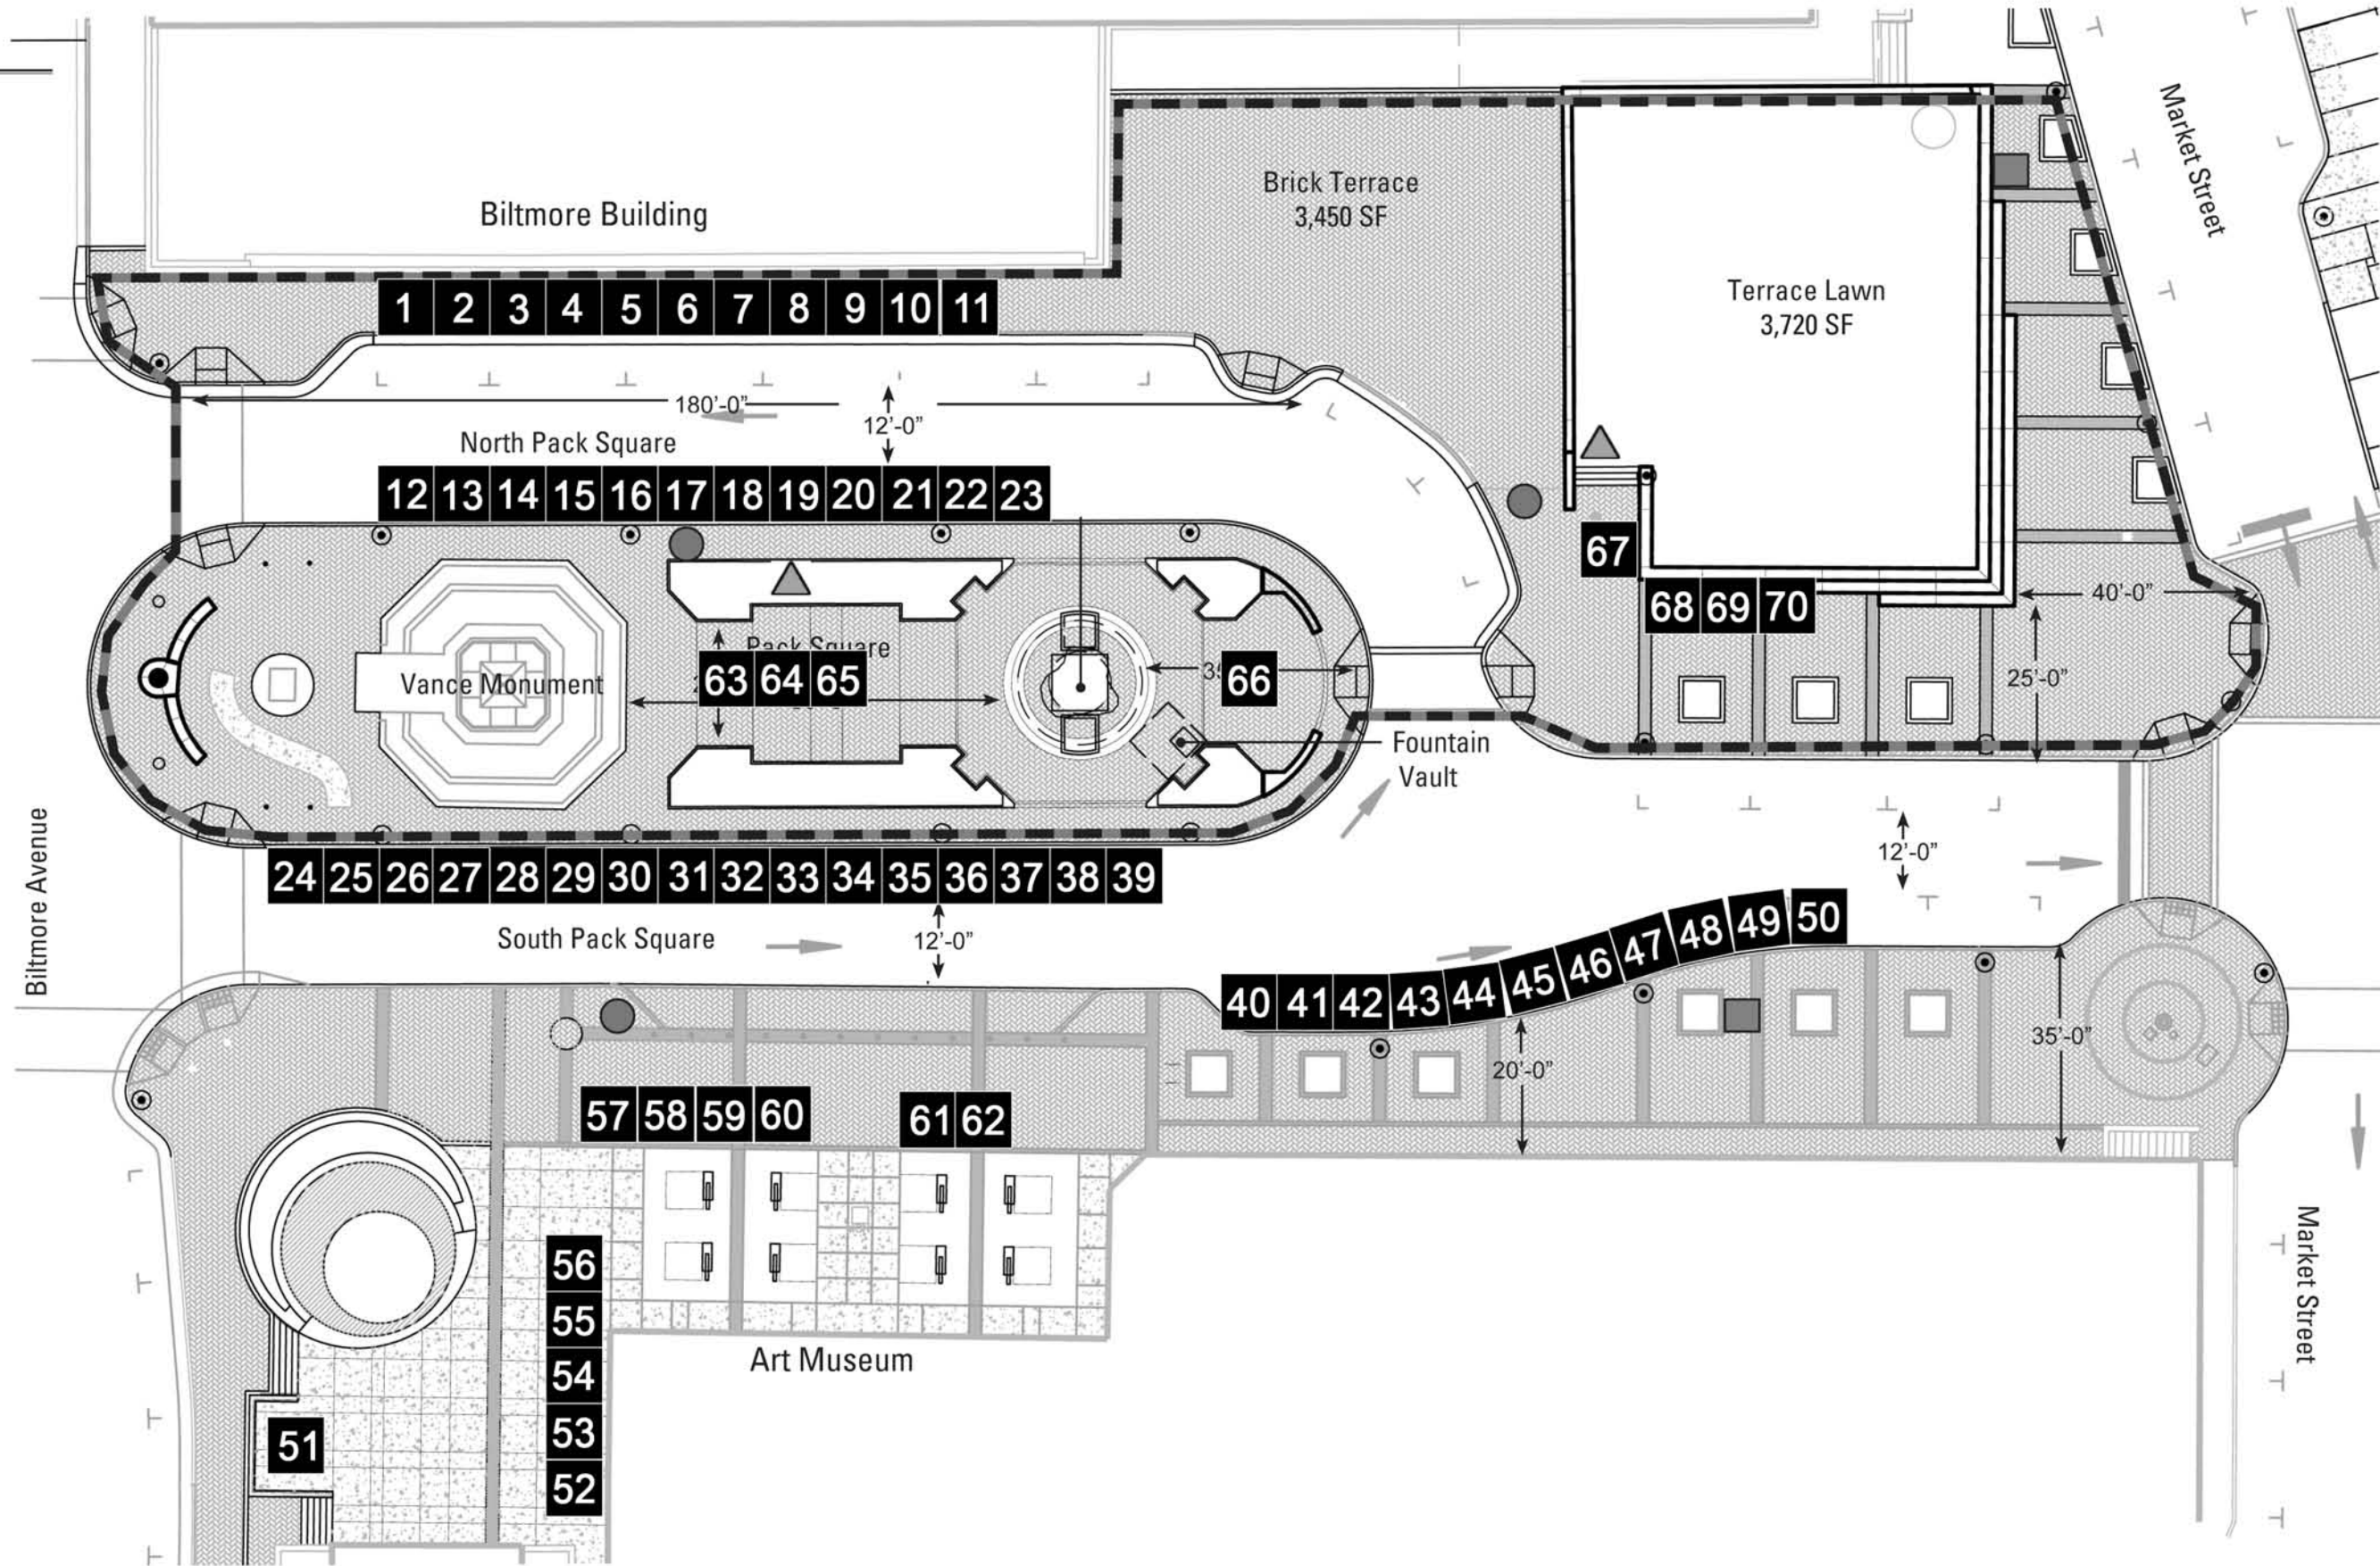 Market Street
Brick Terrace
3,450 SF
Biltmore Building
Terrace Lawn
3,720 SF
1 2 3 4 5 6 7 8 9 10 11
180'-0"
12'-0"
North Pack Square
12 13 14 15 16 17 18 19 20 21 22 23
67
68 69 70
40'-0"
Pack Square
Vance Monument
63 64 65
66
25'-0"
Fountain
Vault
Biltmore Avenue
24 25 26 27 28 29 30 31 32 33 34 35 36 37 38 39
12'-0"
South Pack Square
12'-0"
40 41 42 43 44 45 46 47 48 49 50
35'-0"
20'-0"
57 58 59 60
61 62
56
55
54
53
52
51
Art Museum
Market Street